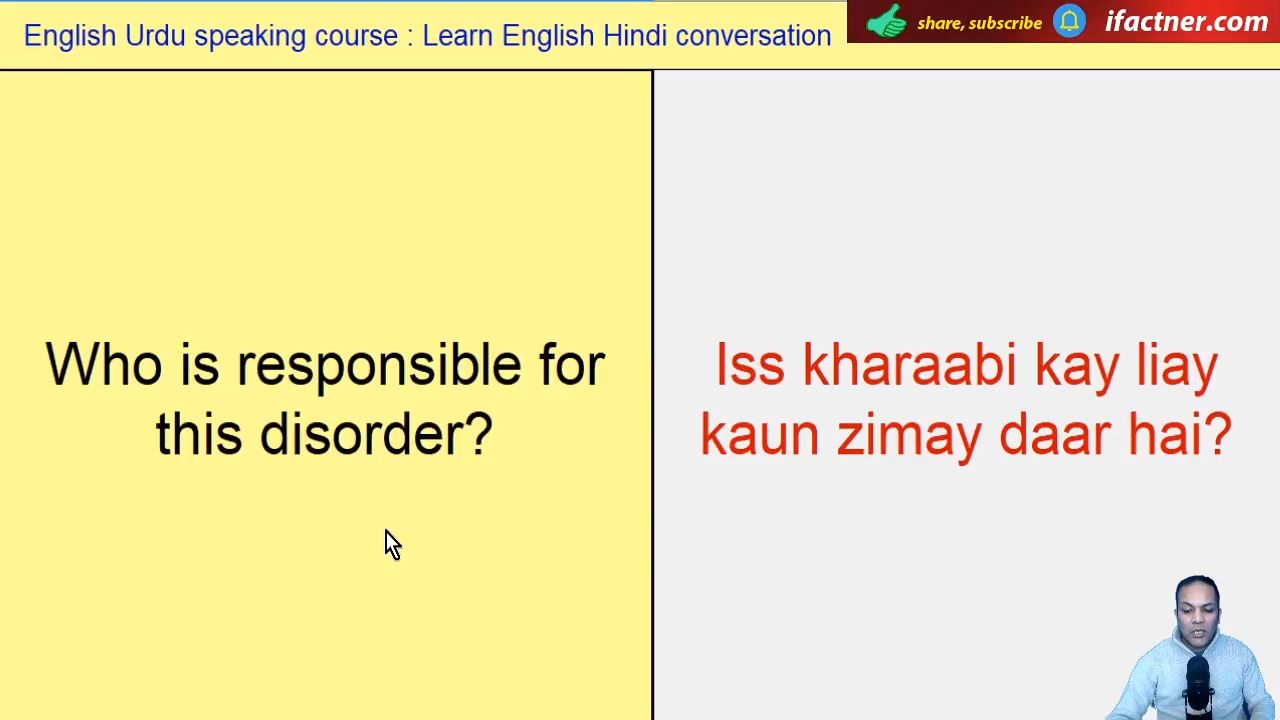 English Urdu speaking course : Learn English Hindi conversation
share, subscribe
ifactner.com
Who is responsible for
this disorder?
Iss kharaabi kay liay
kaun zimay daar hai?